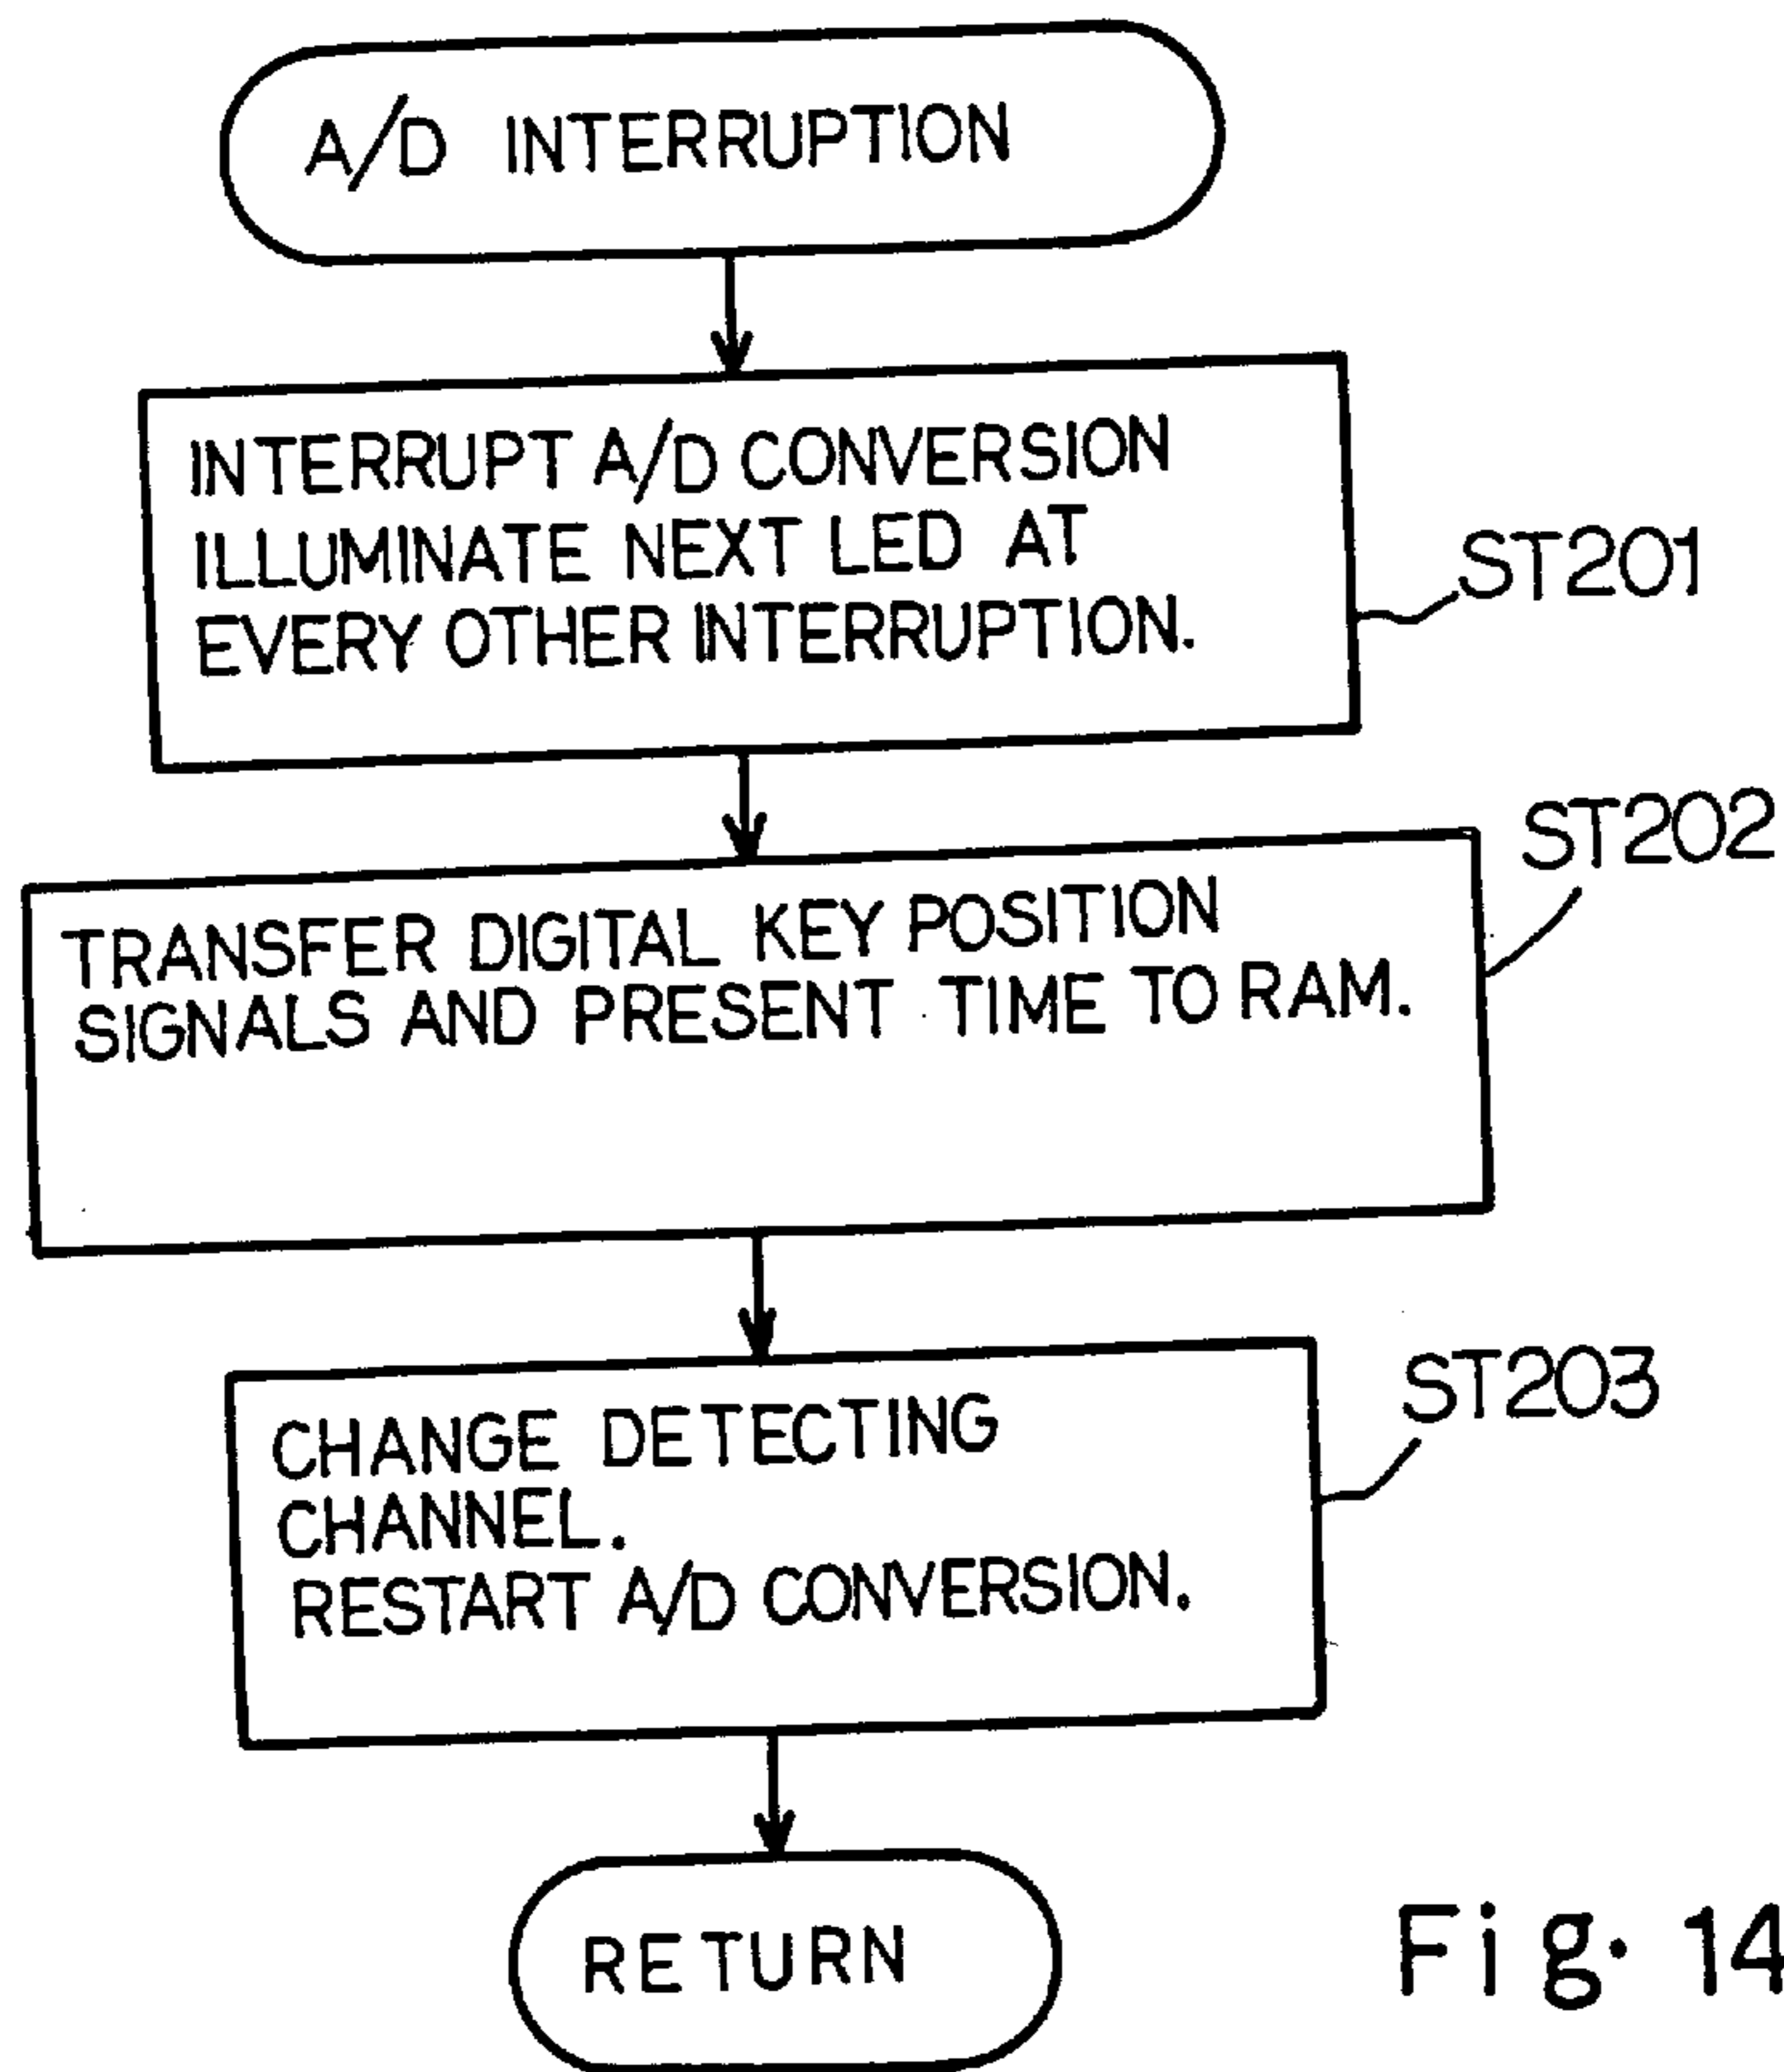 A/D INTERRUPTION
INTERRUPT A/D CONVERSION
ILLUMINATE NEXT LED AT
EVERY OTHER INTERRUPTION.
ST201
ST202
TRANSFER DIGITAL KEY POSITION
SIGNALS AND PRESENT TIME TO RAM.
ST203
CHANGE DETECTING
CHANNEL.
RESTART A/D CONVERSION.
RETURN
Fig. 14